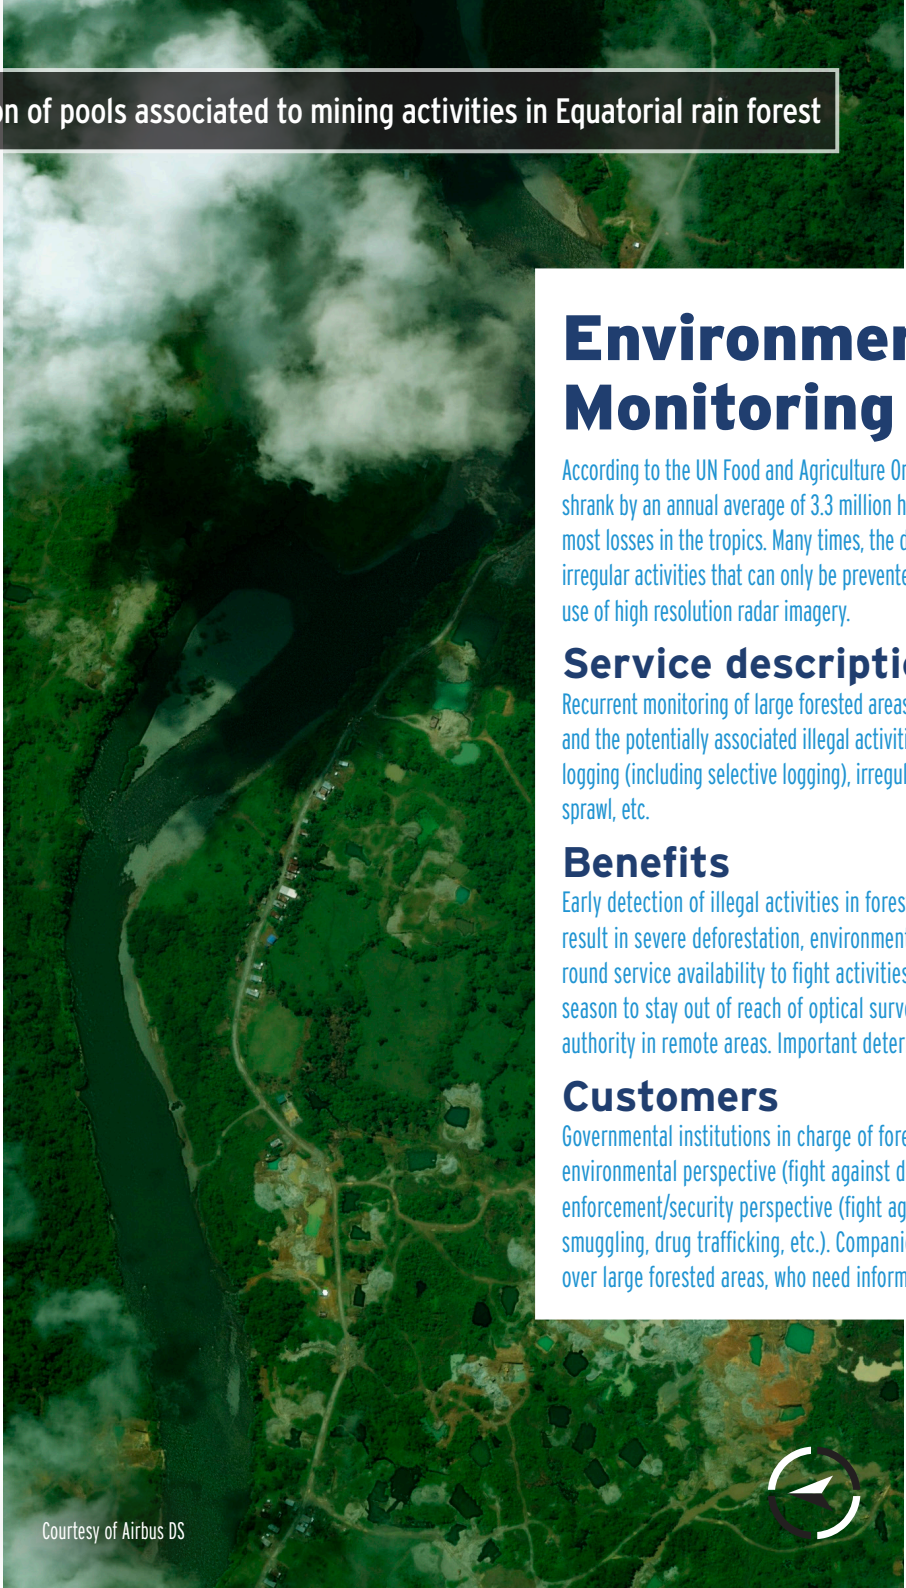 on of pools associated to mining activities in Equatorial rain forest
Environmen
Monitoring
According to the UN Food and Agriculture Or
shrank by an annual average of 3.3 million h
most losses in the tropics. Many times, the d
irregular activities that can only be prevente
use of high resolution radar imagery.
Service descriptio
Recurrent monitoring of large forested areas
and the potentially associated illegal activiti
logging (including selective logging), irregul
sprawl, etc.
Benefits
Early detection of illegal activities in fores
result in severe deforestation, environment
round service availability to fight activities
season to stay out of reach of optical surve
authority in remote areas. Important deter
Customers
Governmental institutions in charge of fore
environmental perspective (fight against d
enforcement/security perspective (fight ag
smuggling, drug trafficking, etc.). Companie
over large forested areas, who need inform
Courtesy of Airbus DS